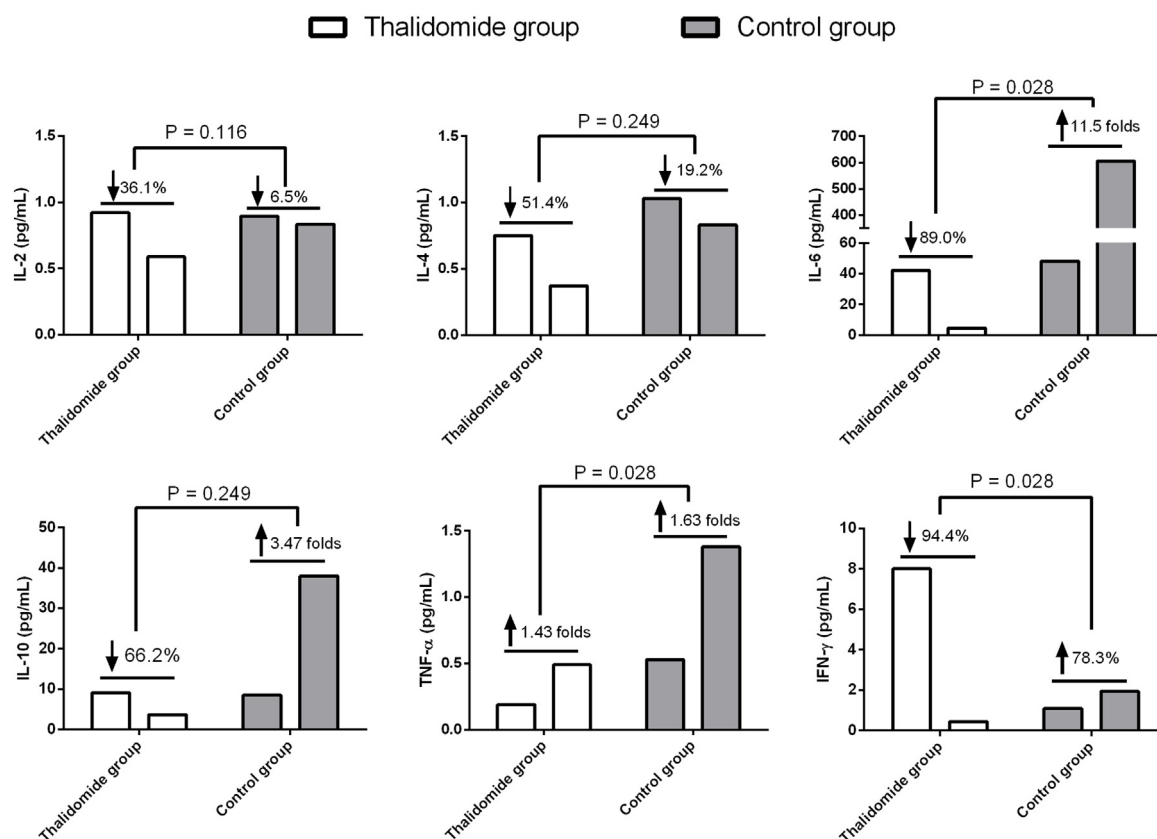 Thalidomide group
Control group
P = 0.116
1.5
1.0
0.5
0.0
IL-2 (pg/mL)
36.1%
6.5%
Thalidomide group
Control group
P = 0.249
1.5
1.0
0.5
0.0
IL-4 (pg/mL)
51.4%
19.2%
Thalidomide group
Control group
P = 0.028
700
600
500
400
60
40
20
0
IL-6 (pg/mL)
89.0%
11.5 folds
Thalidomide group
Control group
P = 0.249
50
40
30
20
10
0
IL-10 (pg/mL)
66.2%
3.47 folds
Thalidomide group
Control group
P = 0.028
1.5
1.0
0.5
0.0
TNF-α (pg/mL)
1.43 folds
1.63 folds
Thalidomide group
Control group
P = 0.028
10
8
6
4
2
0
IFN-γ (pg/mL)
94.4%
78.3%
Thalidomide group
Control group